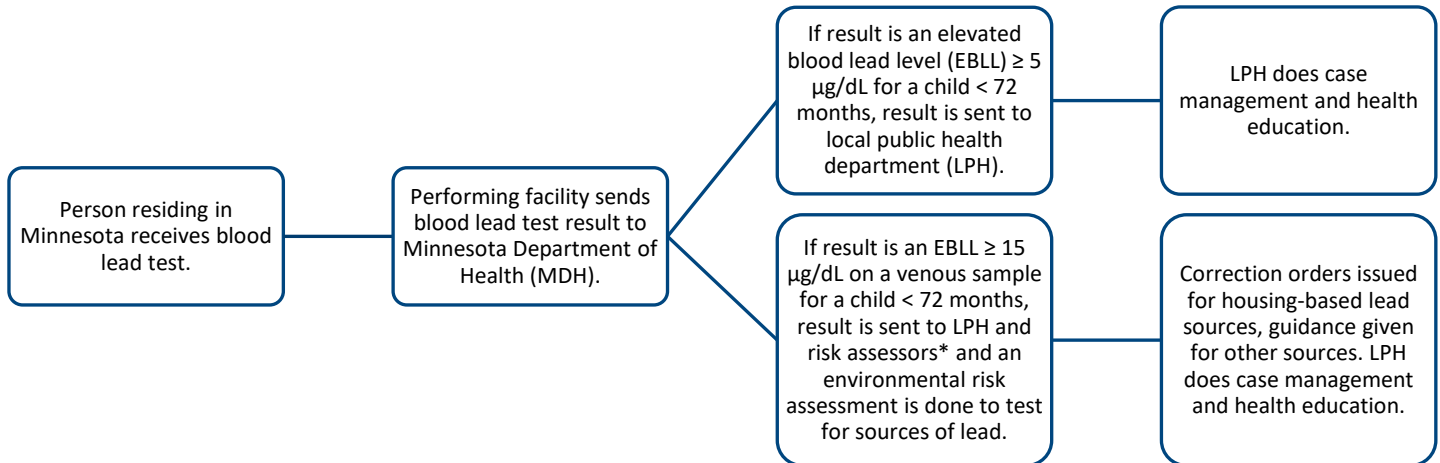 Person residing in
Minnesota receives blood
lead test.
Performing facility sends
blood lead test result to
Minnesota Department of
Health (MDH).
If result is an elevated
blood lead level (EBLL) ≥ 5
µg/dL for a child < 72
months, result is sent to
local public health
department (LPH).
LPH does case
management and health
education.
If result is an EBLL ≥ 15
µg/dL on a venous sample
for a child < 72 months,
result is sent to LPH and
risk assessors* and an
environmental risk
assessment is done to test
for sources of lead.
Correction orders issued
for housing-based lead
sources, guidance given
for other sources. LPH
does case management
and health education.